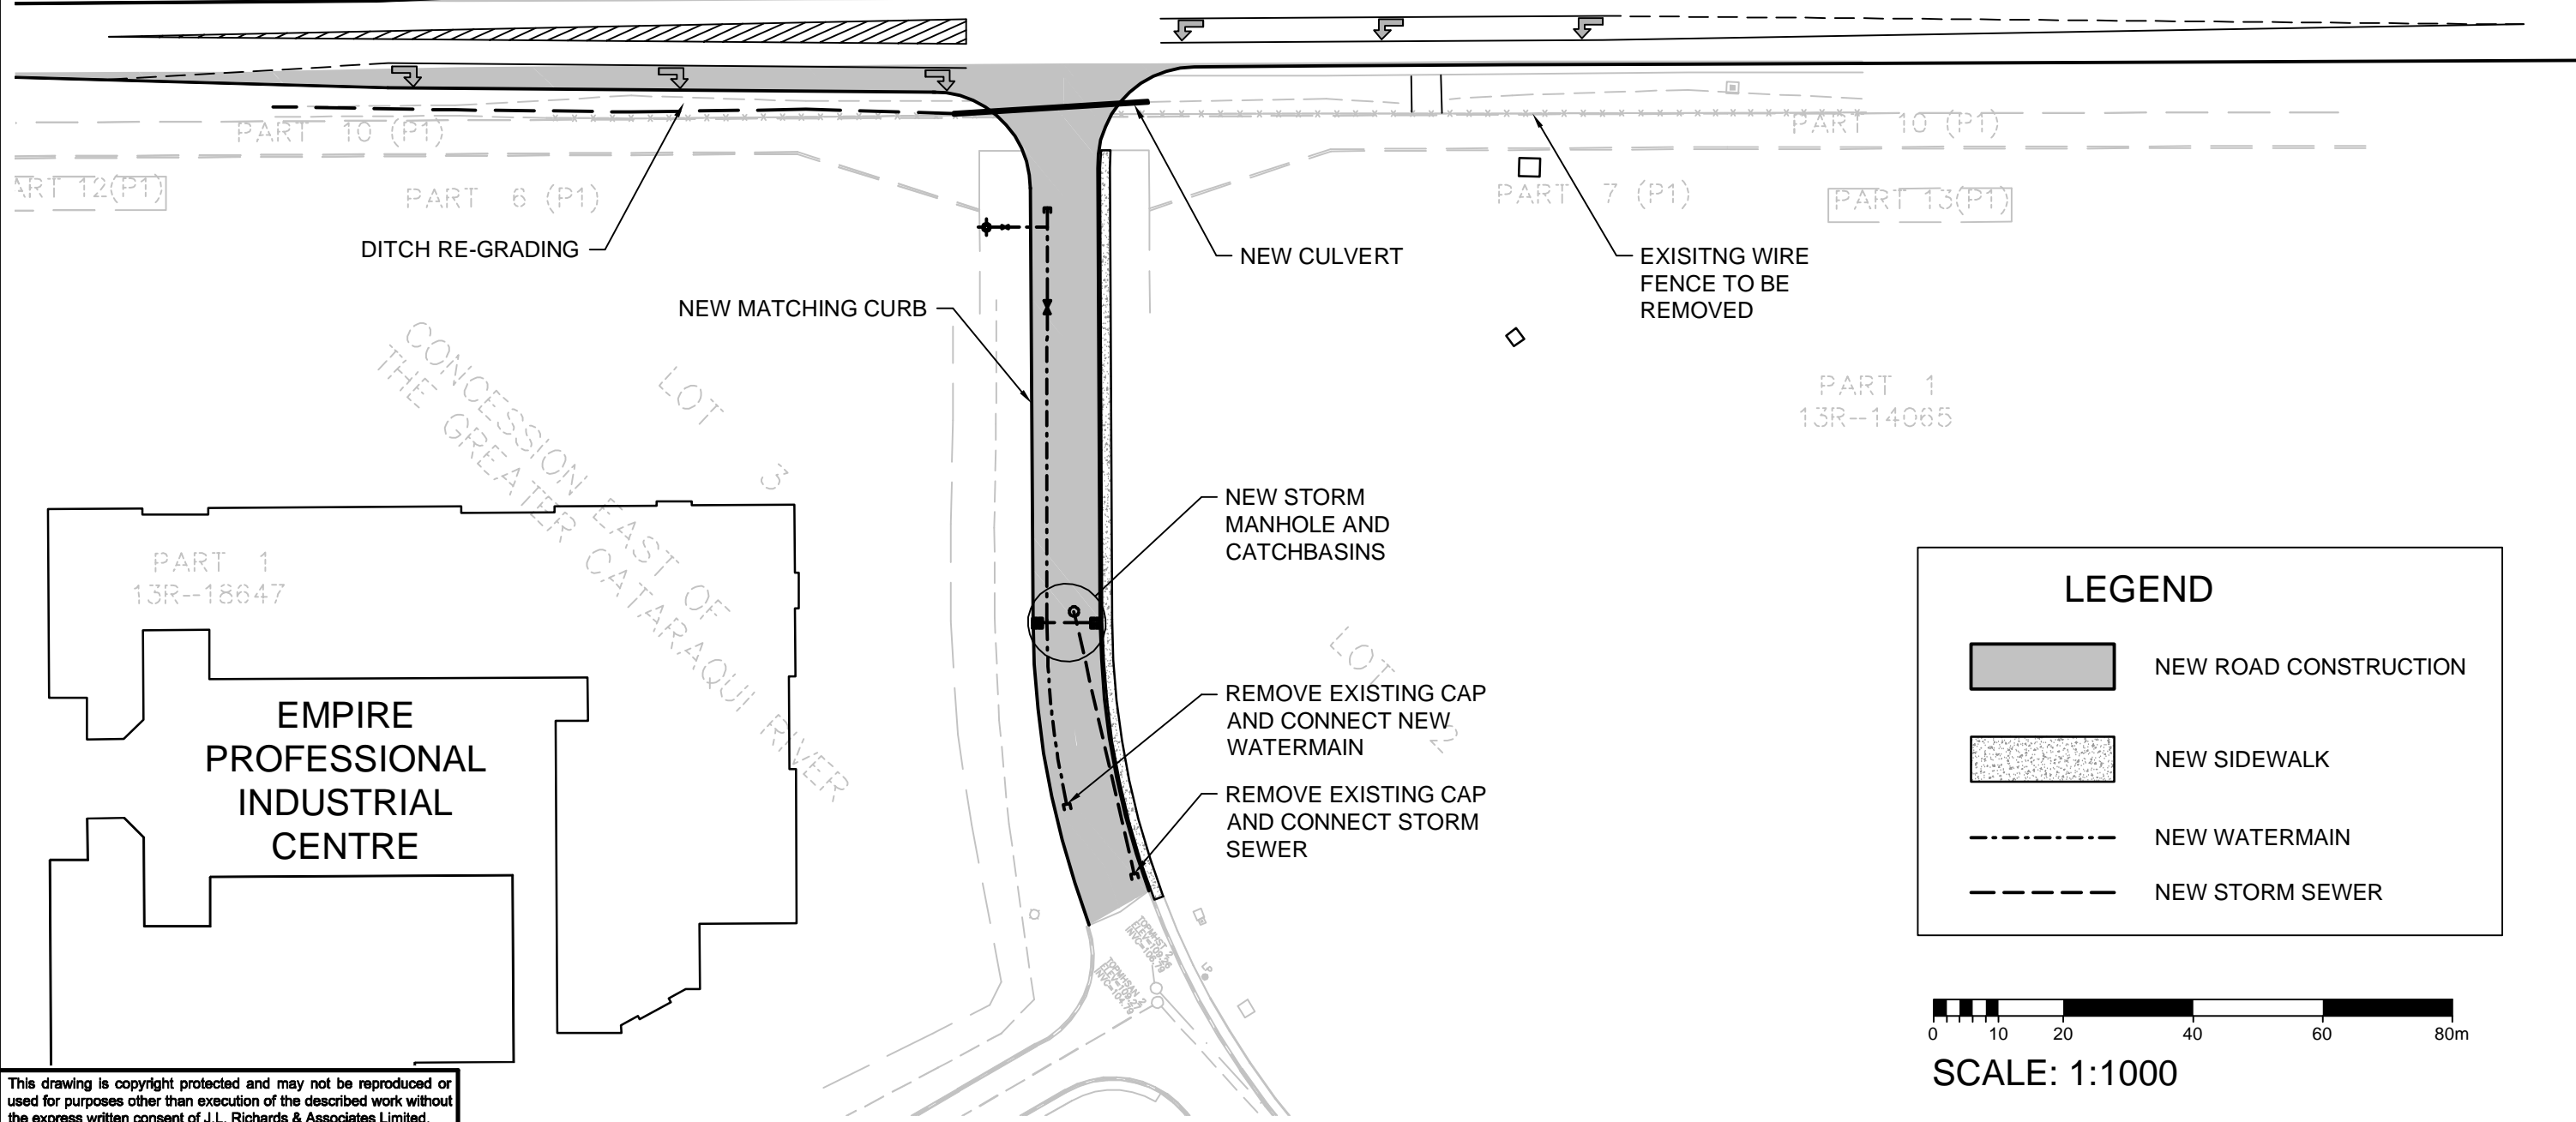 PART 10 (P1)
PART 10 (P1)
ART 12(P1)
PART 6 (P1)
PART 7 (P1)
PART 13(P1)
DITCH RE-GRADING
NEW CULVERT
EXISITNG WIRE
FENCE TO BE
REMOVED
NEW MATCHING CURB
CONCESSION EAST OF
THE GREATER CATARAQUI RIVER
LOT 3
PART 1
13R--14065
NEW STORM
MANHOLE AND
CATCHBASINS
PART 1
13R--18647
LOT 2
REMOVE EXISTING CAP
AND CONNECT NEW
WATERMAIN
REMOVE EXISTING CAP
AND CONNECT STORM
SEWER
EMPIRE
PROFESSIONAL
INDUSTRIAL
CENTRE
LEGEND
NEW ROAD CONSTRUCTION
NEW SIDEWALK
NEW WATERMAIN
NEW STORM SEWER
LP
0 10 20 40 60 80m
SCALE: 1:1000
This drawing is copyright protected and may not be reproduced or
used for purposes other than execution of the described work without
the express written consent of J.L. Richards & Associates Limited.